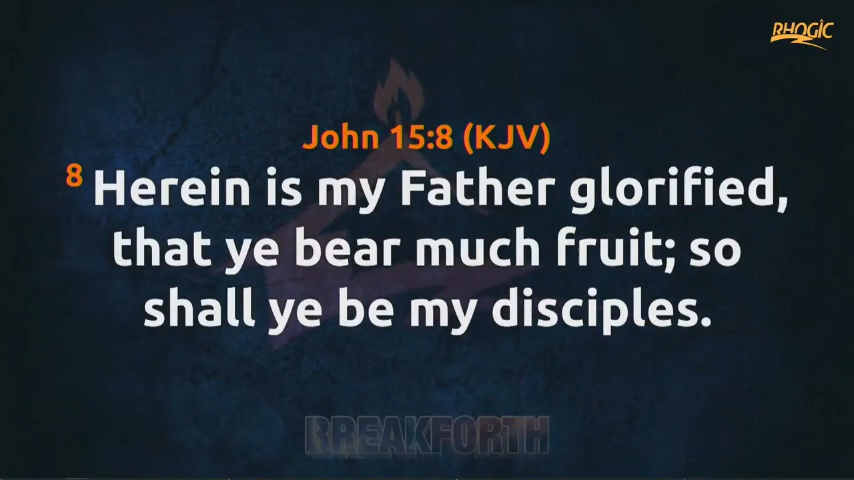 RHOGIC
John 15:8 (KJV)
8 Herein is my Father glorified,
that ye bear much fruit; so
shall ye be my disciples.
BREAKFORTH